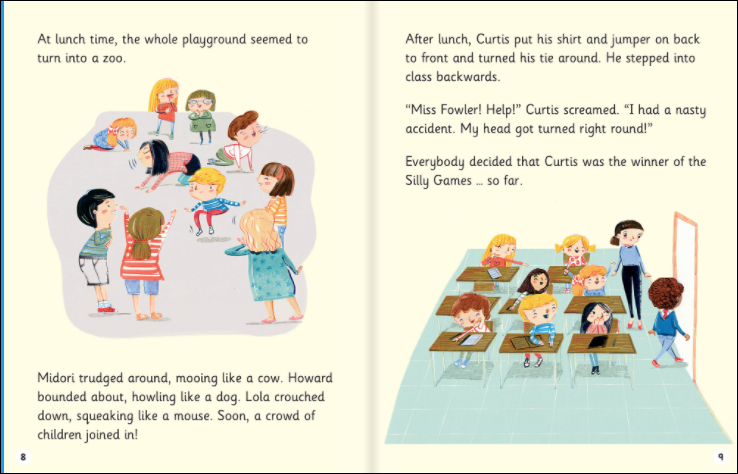 At lunch time, the whole playground seemed to
turn into a zoo.
Midori trudged around, mooing like a cow. Howard
bounded about, howling like a dog. Lola crouched
down, squeaking like a mouse. Soon, a crowd of
children joined in!
8
After lunch, Curtis put his shirt and jumper on back
to front and turned his tie around. He stepped into
class backwards.
“Miss Fowler! Help!” Curtis screamed. “I had a nasty
accident. My head got turned right round!”
Everybody decided that Curtis was the winner of the
Silly Games … so far.
9